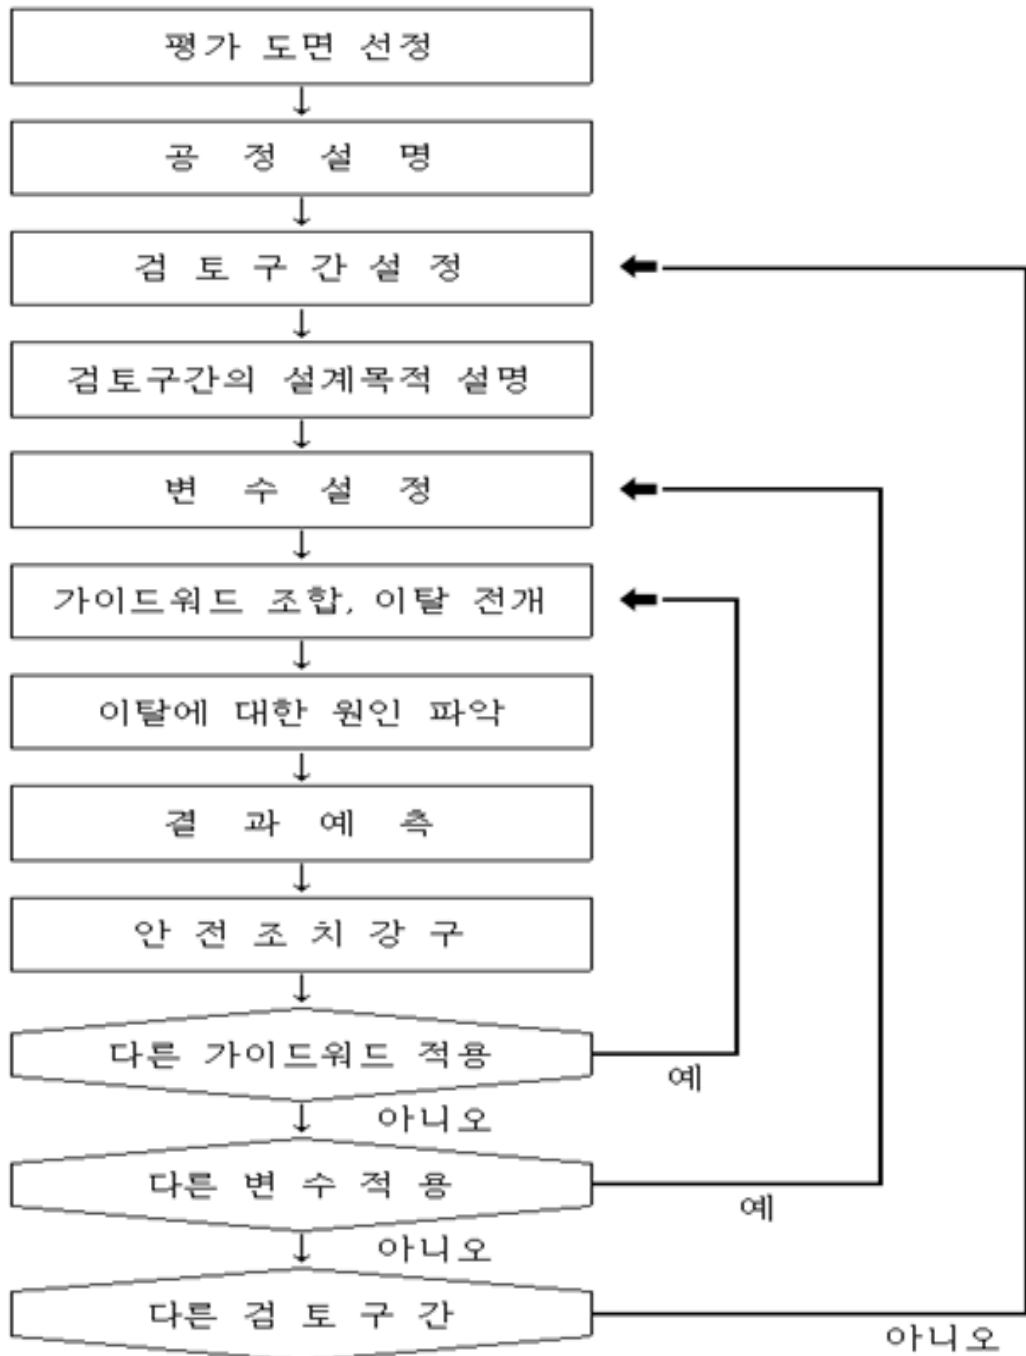 평가 도면 선정
공 정 설 명
검 토 구 간 설 정
검토구간의 설계목적 설명
변 수 설 정
가이드워드 조합, 이탈 전개
이탈에 대한 원인 파악
결 과 예 측
안 전 조 치 강 구
다른 가이드워드 적용
예
아니오
다른 변 수 적 용
예
아니오
다른 검 토 구 간
아니오